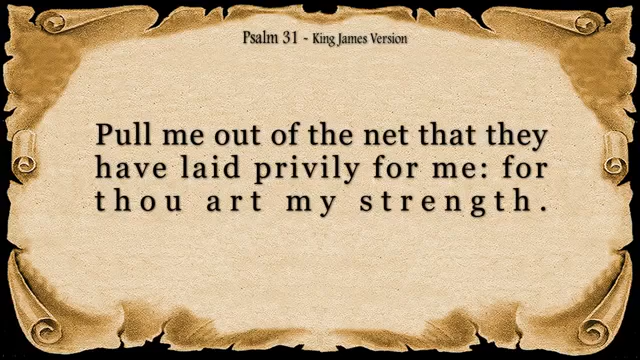 Psalm 31 - King James Version
Pull me out of the net that they
have laid privily for me: for
thou art my strength.